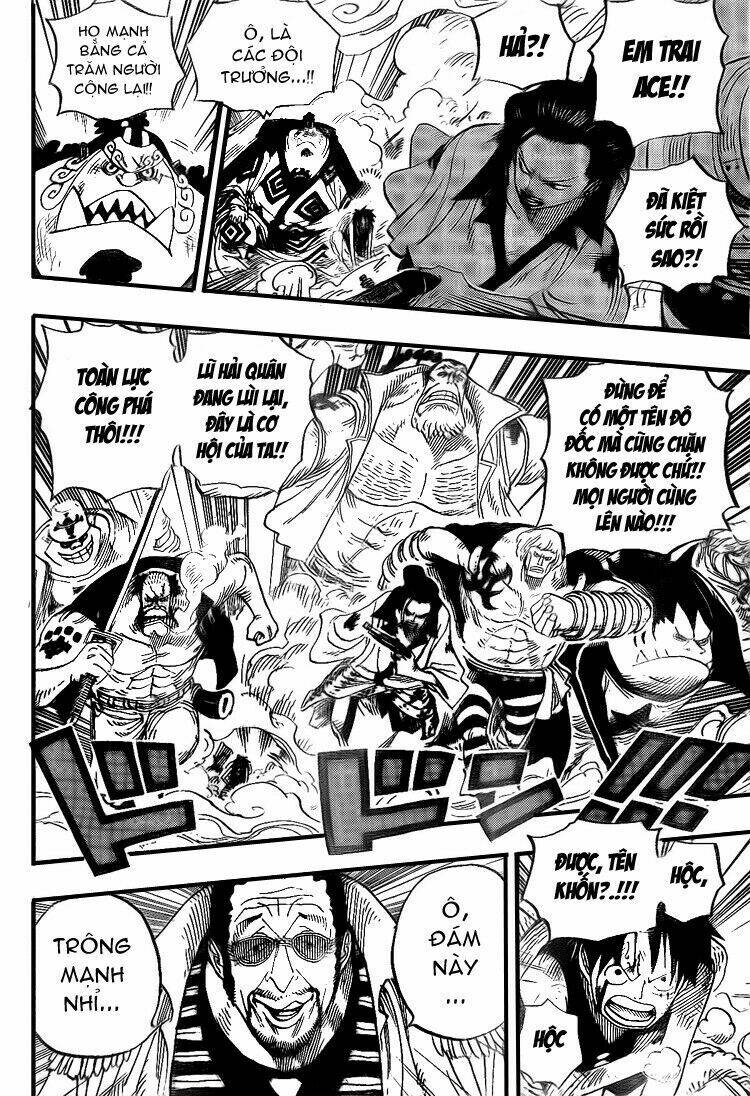 EM TRAI
ACE!!
HẢ?!
ĐÃ KIỆT
SỨC RỒI
SAO?!
Ô, LÀ
CÁC ĐỘI
TRƯỞNG...!!
HỌ MẠNH
BẰNG CẢ
TRĂM NGƯỜI
CỘNG LẠI!!
ĐỪNG ĐỂ
CÓ MỘT TÊN ĐÔ
ĐỐC MÀ CŨNG CHẶN
KHÔNG ĐƯỢC CHỨ!!
MỌI NGƯỜI CÙNG
LÊN NÀO!!!
LŨ HẢI QUÂN
ĐANG LÙI LẠI,
ĐÂY LÀ CƠ
HỘI CỦA TA!!
TOÀN LỰC
CÔNG PHÁ
THÔI!!!
ドドン!!!
HỘC,
ĐƯỢC, TÊN
KHỐN?.!!!
HỘC
Ô,
ĐÁM
NÀY
...
TRÔNG
MẠNH
NHỈ...